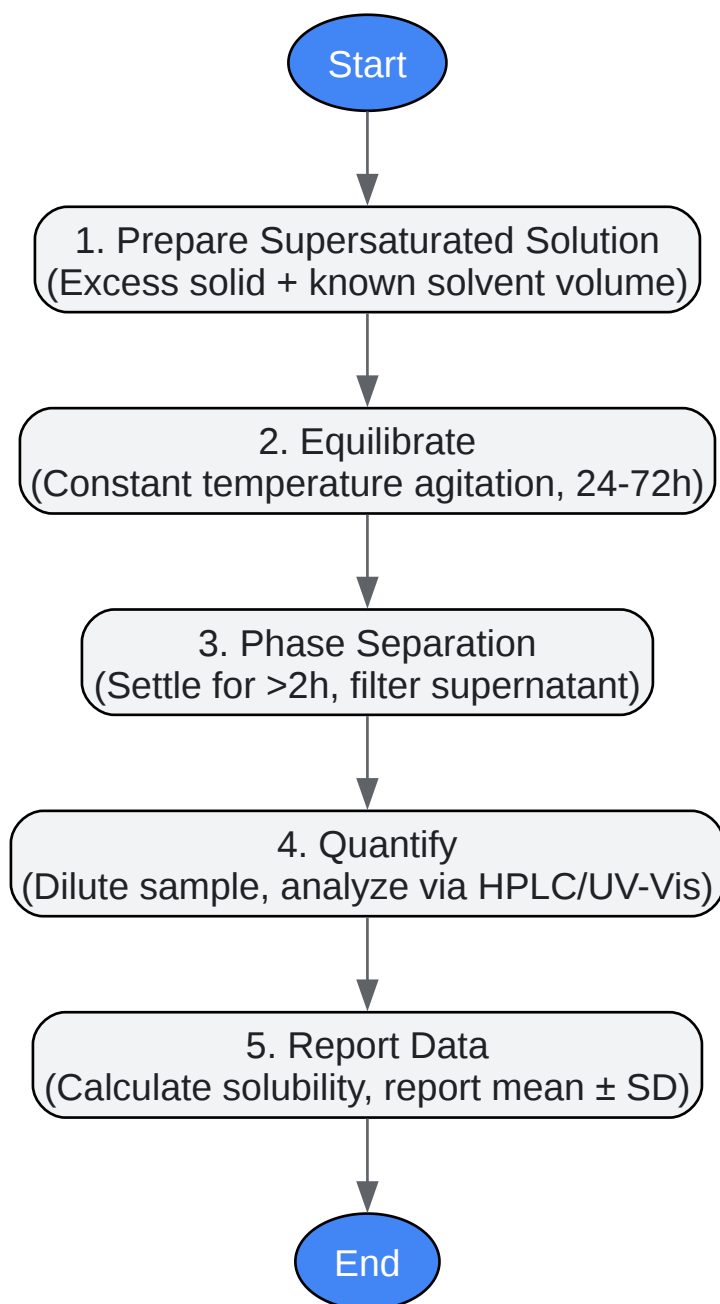 Start
1. Prepare Supersaturated Solution
(Excess solid + known solvent volume)
2. Equilibrate
(Constant temperature agitation, 24-72h)
3. Phase Separation
(Settle for >2h, filter supernatant)
4. Quantify
(Dilute sample, analyze via HPLC/UV-Vis)
5. Report Data
(Calculate solubility, report mean ± SD)
End